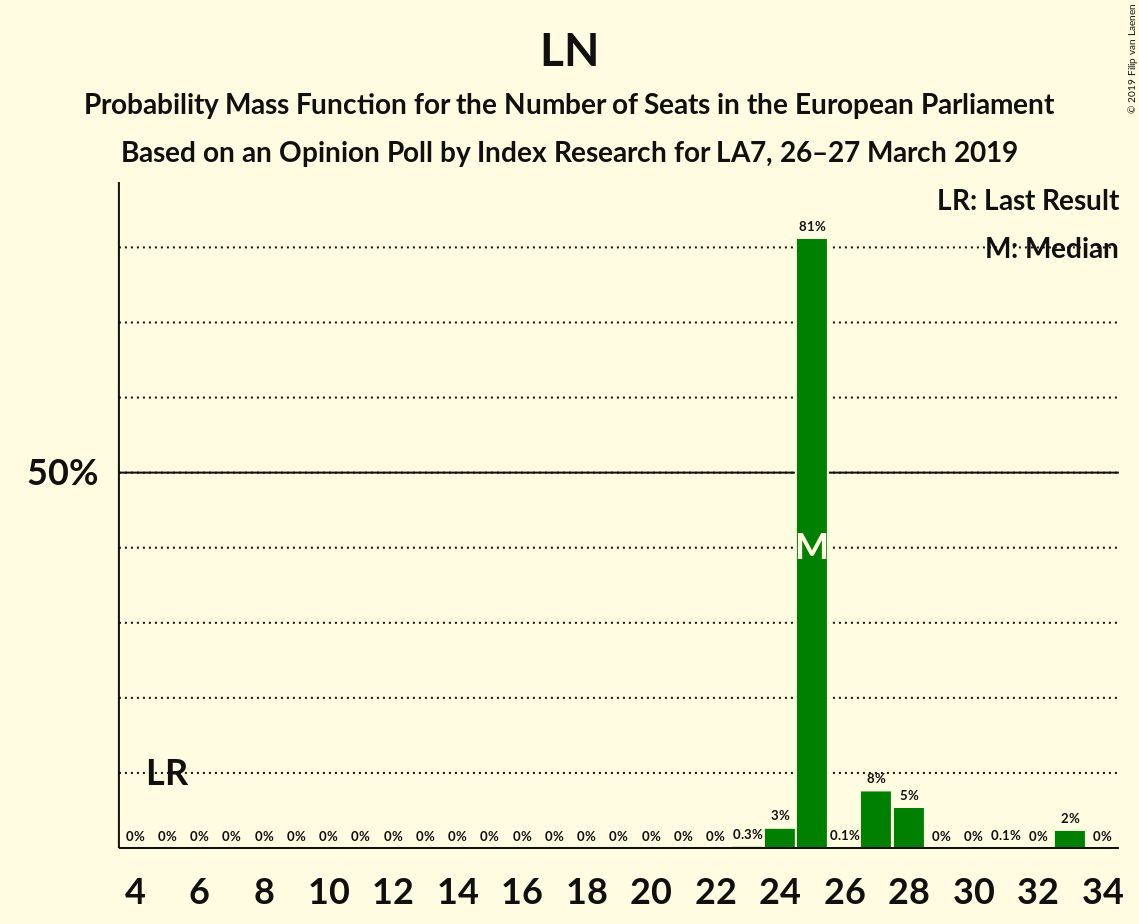 LN
Probability Mass Function for the Number of Seats in the European Parliament
Based on an Opinion Poll by Index Research for LA7, 26–27 March 2019
© 2019 Filip van Laenen
LR: Last Result
M: Median
81%
50%
M
LR
8%
5%
3%
2%
0% 0% 0% 0% 0% 0% 0% 0% 0% 0% 0% 0% 0% 0% 0% 0% 0% 0% 0% 0.3% 0.1% 0% 0% 0.1% 0% 0%
4 6 8 10 12 14 16 18 20 22 24 26 28 30 32 34